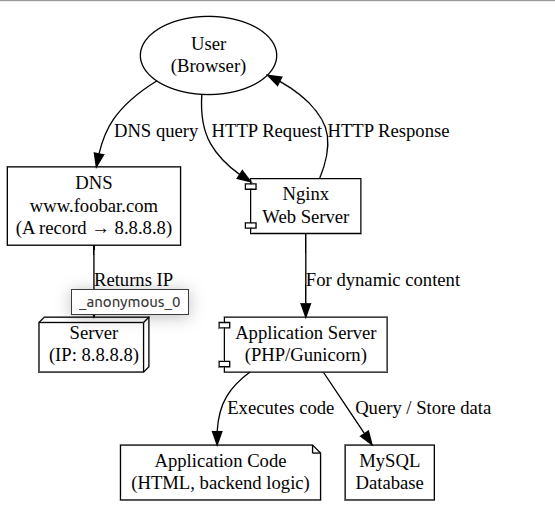 User
(Browser)
DNS query
HTTP Request
HTTP Response
DNS
www.foobar.com
(A record → 8.8.8.8)
Nginx
Web Server
Returns IP
For dynamic content
_anonymous_0
Server
(IP: 8.8.8.8)
Application Server
(PHP/Gunicorn)
Executes code
Query / Store data
Application Code
(HTML, backend logic)
MySQL
Database